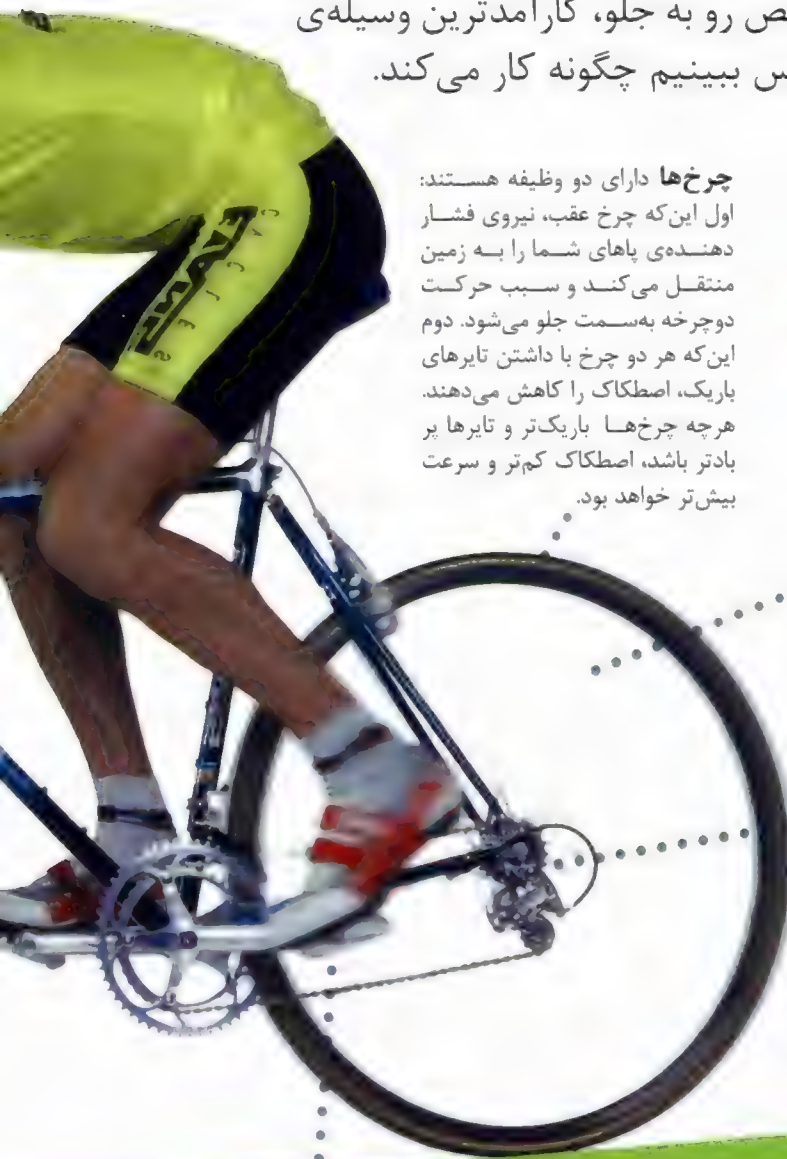 ص رو به جلو، کارآمدترین وسیله‌ی
س ببینیم چگونه کار می‌کند.
چرخ‌ها دارای دو وظیفه هستند:
اول این‌که چرخ عقب، نیروی فشار
دهنده‌ی پاهای شما را به زمین
منتقل می‌کند و سبب حرکت
دوچرخه به‌سمت جلو می‌شود. دوم
این‌که هر دو چرخ با داشتن تایرهای
باریک، اصطکاک را کاهش می‌دهند.
هرچه چرخ‌ها باریک‌تر و تایرها پر
بادتر باشد، اصطکاک کم‌تر و سرعت
بیش‌تر خواهد بود.